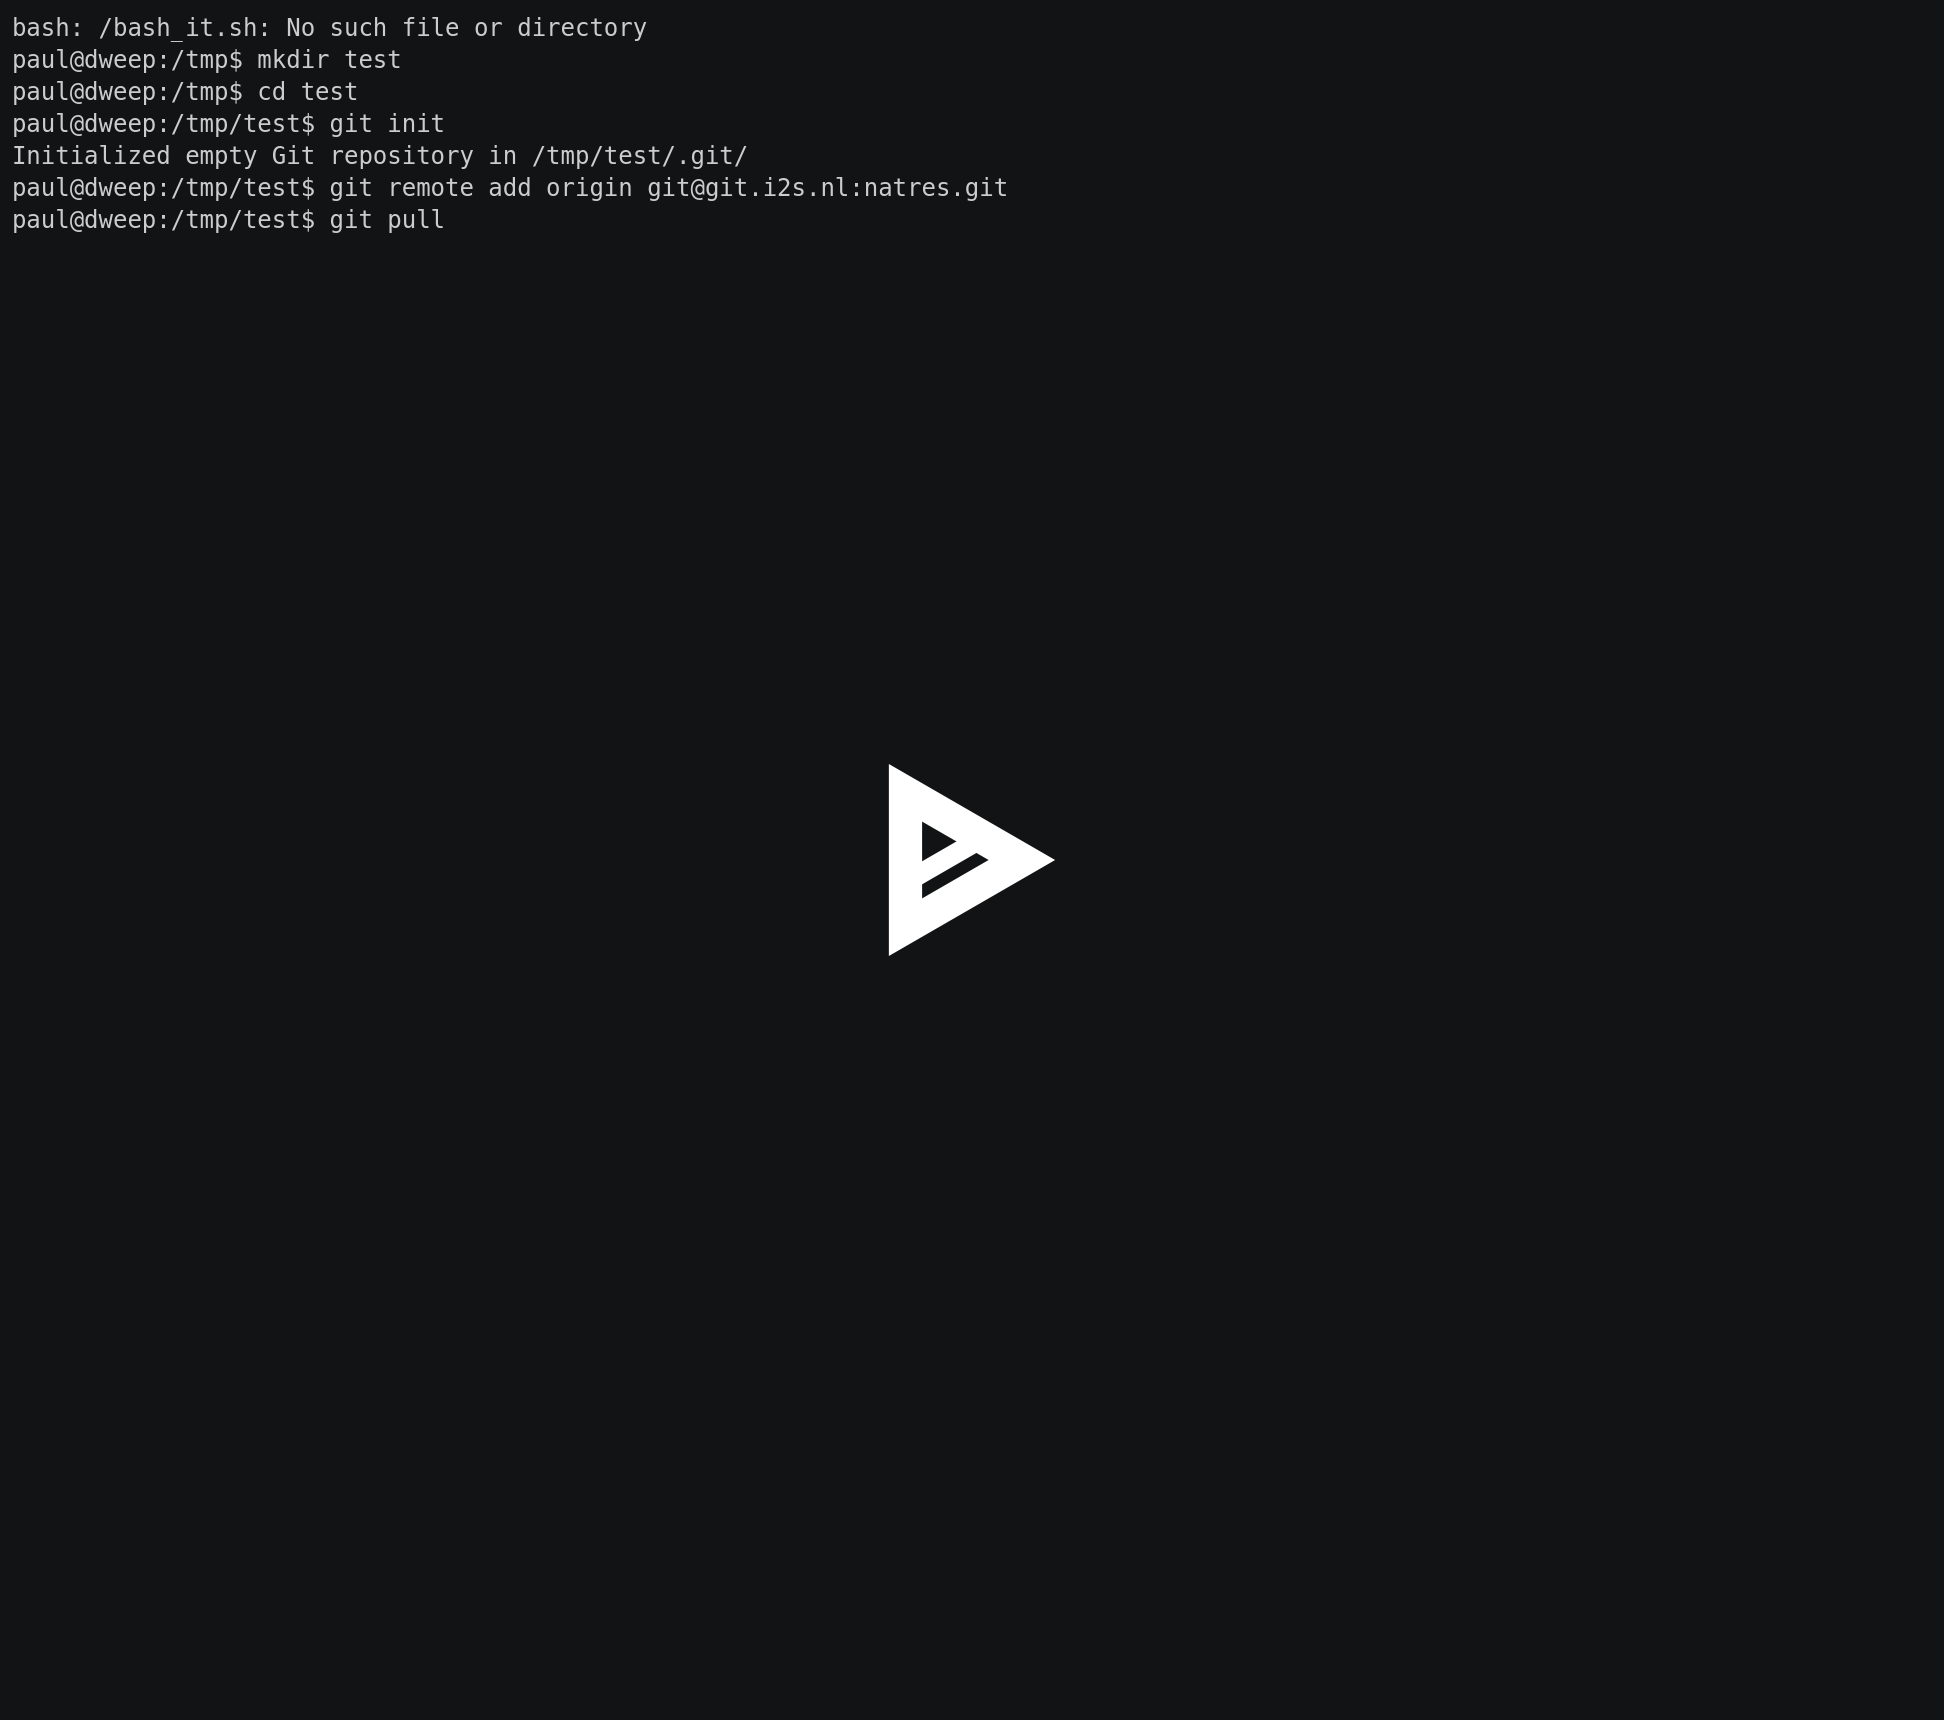 bash: /bash_it.sh: No such file or directory
paul@dweep:/tmp$ mkdir test
paul@dweep:/tmp$ cd test
paul@dweep:/tmp/test$ git init
Initialized empty Git repository in /tmp/test/.git/
paul@dweep:/tmp/test$ git remote add origin git@git.i2s.nl:natres.git
paul@dweep:/tmp/test$ git pull